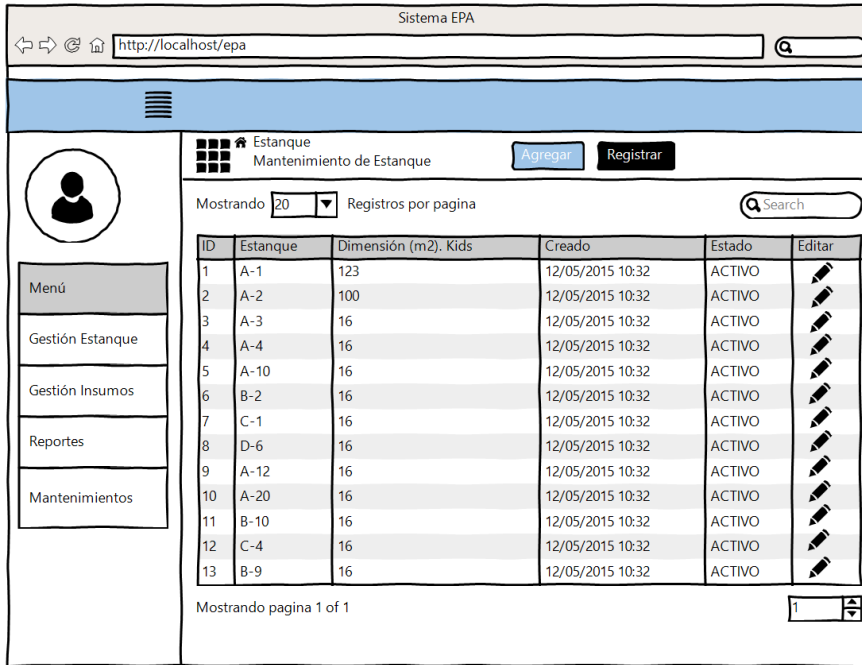 Sistema EPA
http://localhost/epa
Estanque
Mantenimiento de Estanque
Agregar
Registrar
Mostrando 20 Registros por pagina
Search
Menú
Gestión Estanque
Gestión Insumos
Reportes
Mantenimientos
ID Estanque Dimensión (m2). Kids Creado Estado Editar
1 A-1 123 12/05/2015 10:32 ACTIVO
2 A-2 100 12/05/2015 10:32 ACTIVO
3 A-3 16 12/05/2015 10:32 ACTIVO
4 A-4 16 12/05/2015 10:32 ACTIVO
5 A-10 16 12/05/2015 10:32 ACTIVO
6 B-2 16 12/05/2015 10:32 ACTIVO
7 C-1 16 12/05/2015 10:32 ACTIVO
8 D-6 16 12/05/2015 10:32 ACTIVO
9 A-12 16 12/05/2015 10:32 ACTIVO
10 A-20 16 12/05/2015 10:32 ACTIVO
11 B-10 16 12/05/2015 10:32 ACTIVO
12 C-4 16 12/05/2015 10:32 ACTIVO
13 B-9 16 12/05/2015 10:32 ACTIVO
Mostrando pagina 1 of 1
1